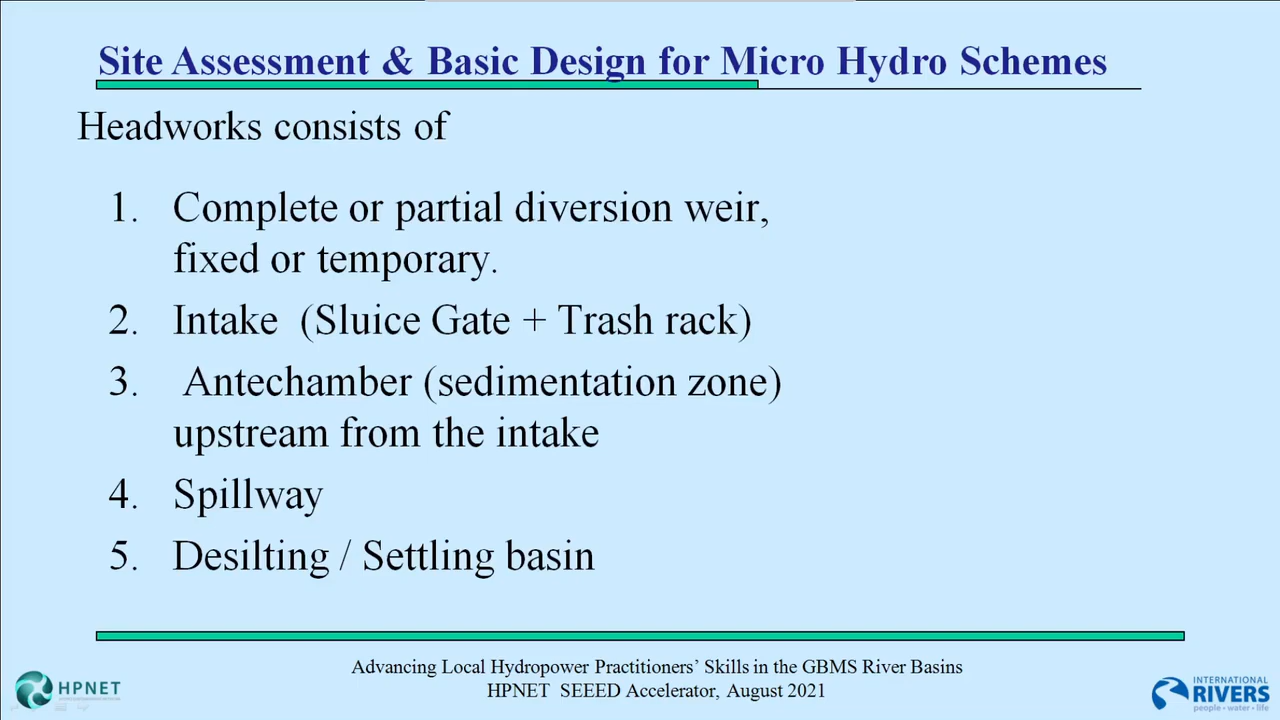 Site Assessment & Basic Design for Micro Hydro Schemes
Headworks consists of
1. Complete or partial diversion weir,
fixed or temporary.
2. Intake (Sluice Gate + Trash rack)
3. Antechamber (sedimentation zone)
upstream from the intake
4. Spillway
5. Desilting / Settling basin
Advancing Local Hydropower Practitioners’ Skills in the GBMS River Basins
HPNET SEEED Accelerator, August 2021
HPNET
INTERNATIONAL
RIVERS
people • water • life